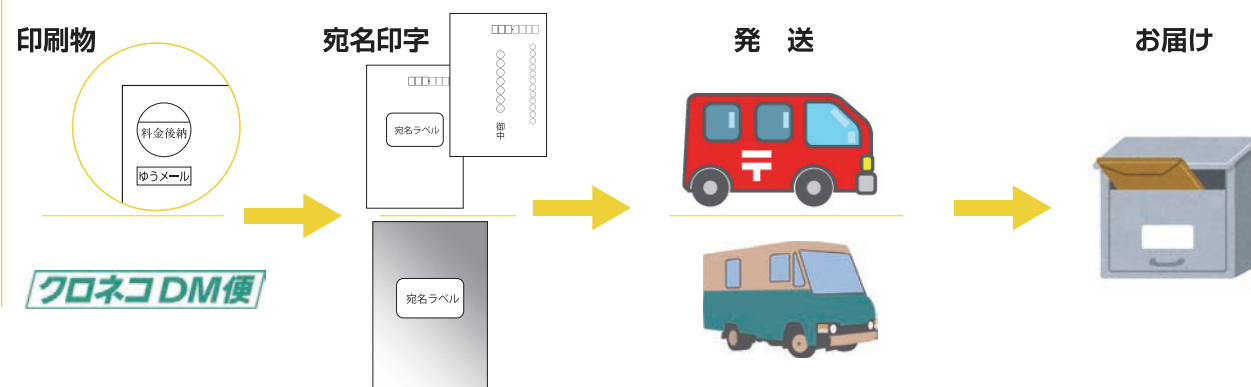 印刷物
宛名印字
発 送
お届け
料金後納
ゆうメール
宛名ラベル
御中
〒
クロネコDM便
宛名ラベル